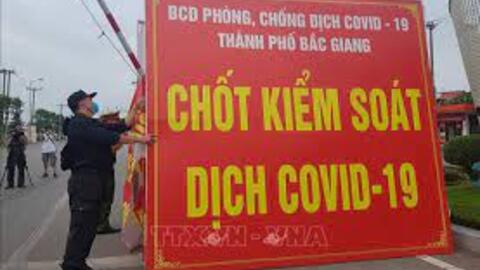 BCĐ PHÒNG, CHỐNG DỊCH COVID - 19
THÀNH PHỐ BẮC GIANG
CHỐT KIỂM SOÁT
DỊCH COVID-19
TTXVN - VNA